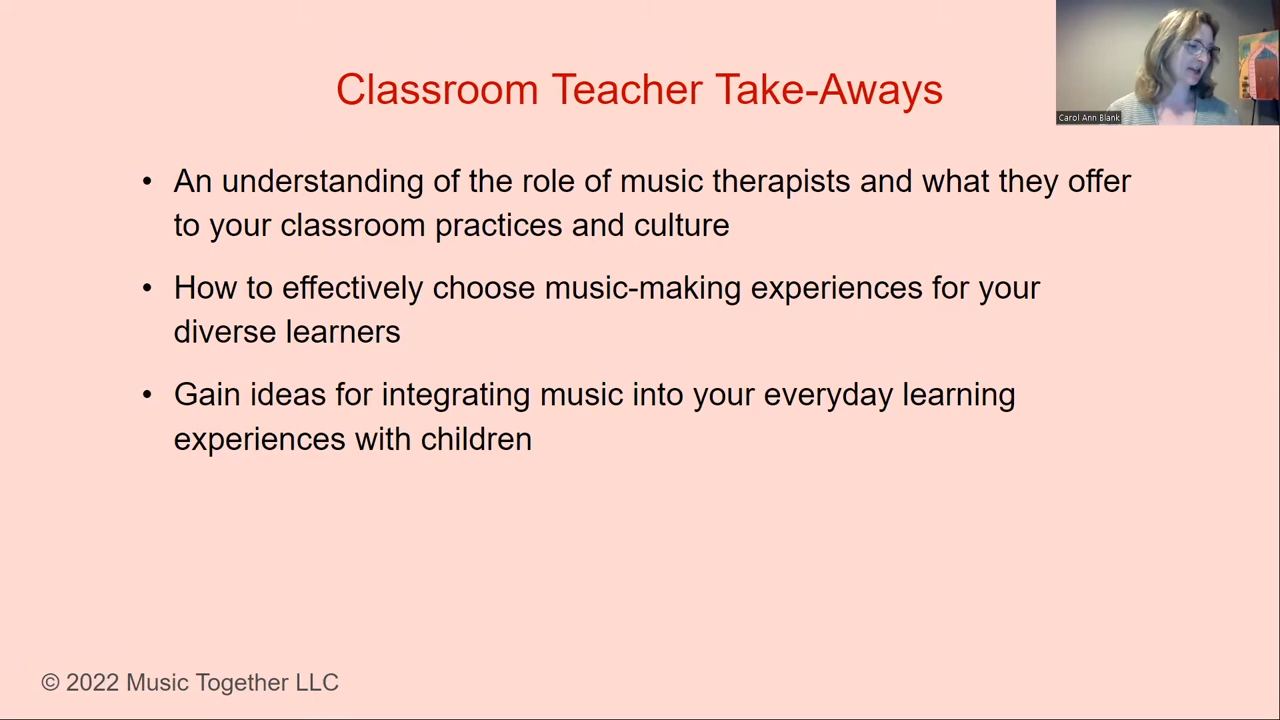 Classroom Teacher Take-Aways
Carol Ann Blank
• An understanding of the role of music therapists and what they offer
to your classroom practices and culture
• How to effectively choose music-making experiences for your
diverse learners
• Gain ideas for integrating music into your everyday learning
experiences with children
© 2022 Music Together LLC